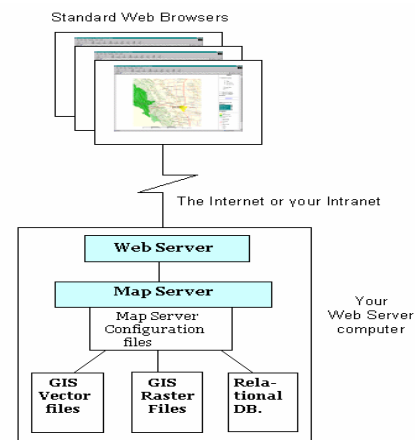 Standard Web Browsers
The Internet or your Intranet
Web Server
Map Server
Map Server
Configuration
files
Your
Web Server
computer
GIS
Vector
files
GIS
Raster
Files
Rela-
tional
DB.